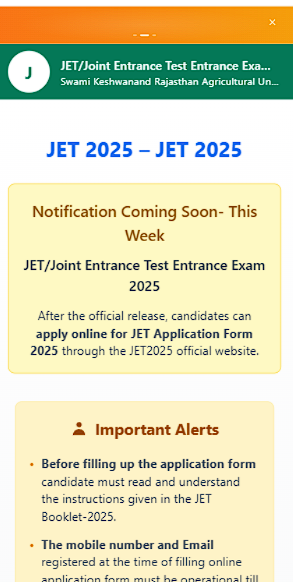 ×
J
JET/Joint Entrance Test Entrance Exa...
Swami Keshwanand Rajasthan Agricultural Un...
JET 2025 – JET 2025
Notification Coming Soon- This
Week
JET/Joint Entrance Test Entrance Exam
2025
After the official release, candidates can
apply online for JET Application Form
2025 through the JET2025 official website.
Important Alerts
• Before filling up the application form
candidate must read and understand
the instructions given in the JET
Booklet-2025.
• The mobile number and Email
registered at the time of filling online
application form must be operational till